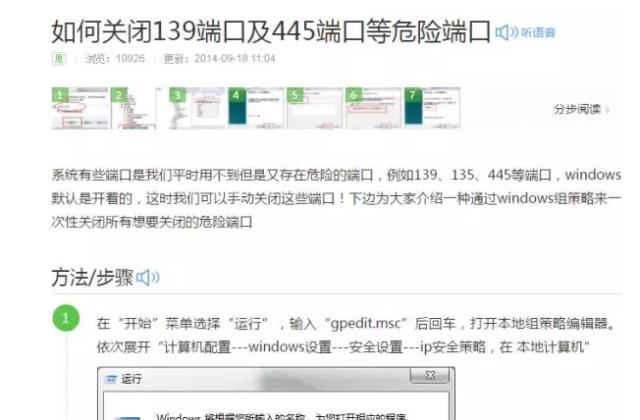 如何关闭139端口及445端口等危险端口 听语音
原 | 浏览：10926 | 更新：2014-09-18 11:04
1 2 3 4 5 6 7
分步阅读 ›
系统有些端口是我们平时用不到但是又存在危险的端口，例如139、135、445等端口，windows
默认是开着的，这时我们可以手动关闭这些端口！下边为大家介绍一种通过windows组策略来一
次性关闭所有想要关闭的危险端口
方法/步骤
1 在“开始”菜单选择“运行”，输入“gpedit.msc”后回车，打开本地组策略编辑器。
依次展开“计算机配置---windows设置---安全设置---ip安全策略，在 本地计算机”
运行
Windows 将根据您所输入的名称，为您打开相应的程序